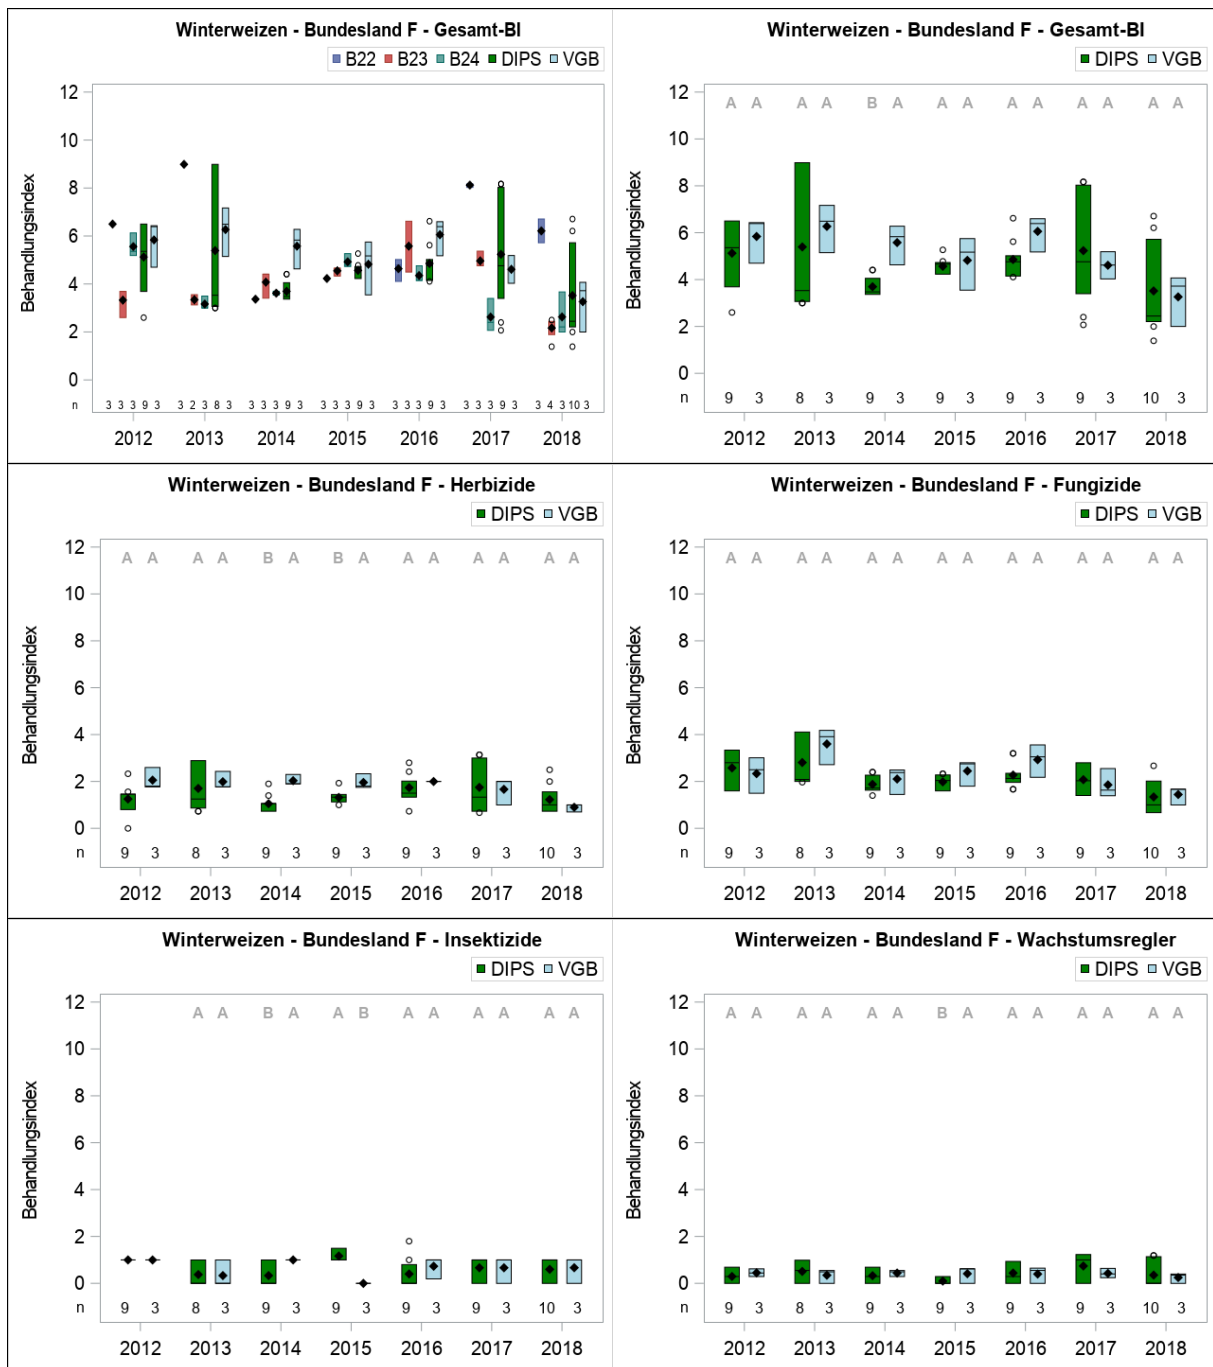 Winterweizen - Bundesland F - Gesamt-BI
B22 B23 B24 DIPS VGB
Behandlungsindex
12
10
8
6
4
2
0
n 3 3 3 9 3 3 2 3 8 3 3 3 3 9 3 3 3 3 9 3 3 3 3 9 3 3 3 3 9 3 3 4 3 10 3
2012 2013 2014 2015 2016 2017 2018
Winterweizen - Bundesland F - Gesamt-BI
DIPS VGB
Behandlungsindex
12
10
8
6
4
2
0
A A A A B A A A A A A A A A
n 9 3 8 3 9 3 9 3 9 3 9 3 10 3
2012 2013 2014 2015 2016 2017 2018
Winterweizen - Bundesland F - Herbizide
DIPS VGB
Behandlungsindex
12
10
8
6
4
2
0
A A A A B A B A A A A A A A
n 9 3 8 3 9 3 9 3 9 3 9 3 10 3
2012 2013 2014 2015 2016 2017 2018
Winterweizen - Bundesland F - Fungizide
DIPS VGB
Behandlungsindex
12
10
8
6
4
2
0
A A A A A A A A A A A A A A
n 9 3 8 3 9 3 9 3 9 3 9 3 10 3
2012 2013 2014 2015 2016 2017 2018
Winterweizen - Bundesland F - Insektizide
DIPS VGB
Behandlungsindex
12
10
8
6
4
2
0
A A B A A B A A A A A A
n 9 3 8 3 9 3 9 3 9 3 9 3 10 3
2012 2013 2014 2015 2016 2017 2018
Winterweizen - Bundesland F - Wachstumsregler
DIPS VGB
Behandlungsindex
12
10
8
6
4
2
0
A A A A A A B A A A A A A A
n 9 3 8 3 9 3 9 3 9 3 9 3 10 3
2012 2013 2014 2015 2016 2017 2018